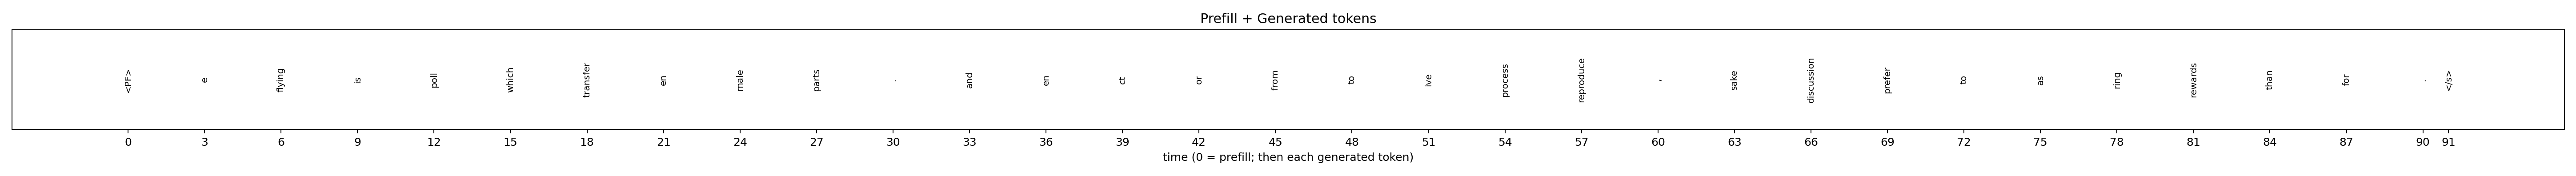 Prefill + Generated tokens
<PF> e flying is poll which transfer en male parts . and en ct or from to ive process reproduce , sake discussion prefer to as ring rewards than for . </s>
0 3 6 9 12 15 18 21 24 27 30 33 36 39 42 45 48 51 54 57 60 63 66 69 72 75 78 81 84 87 90 91
time (0 = prefill; then each generated token)